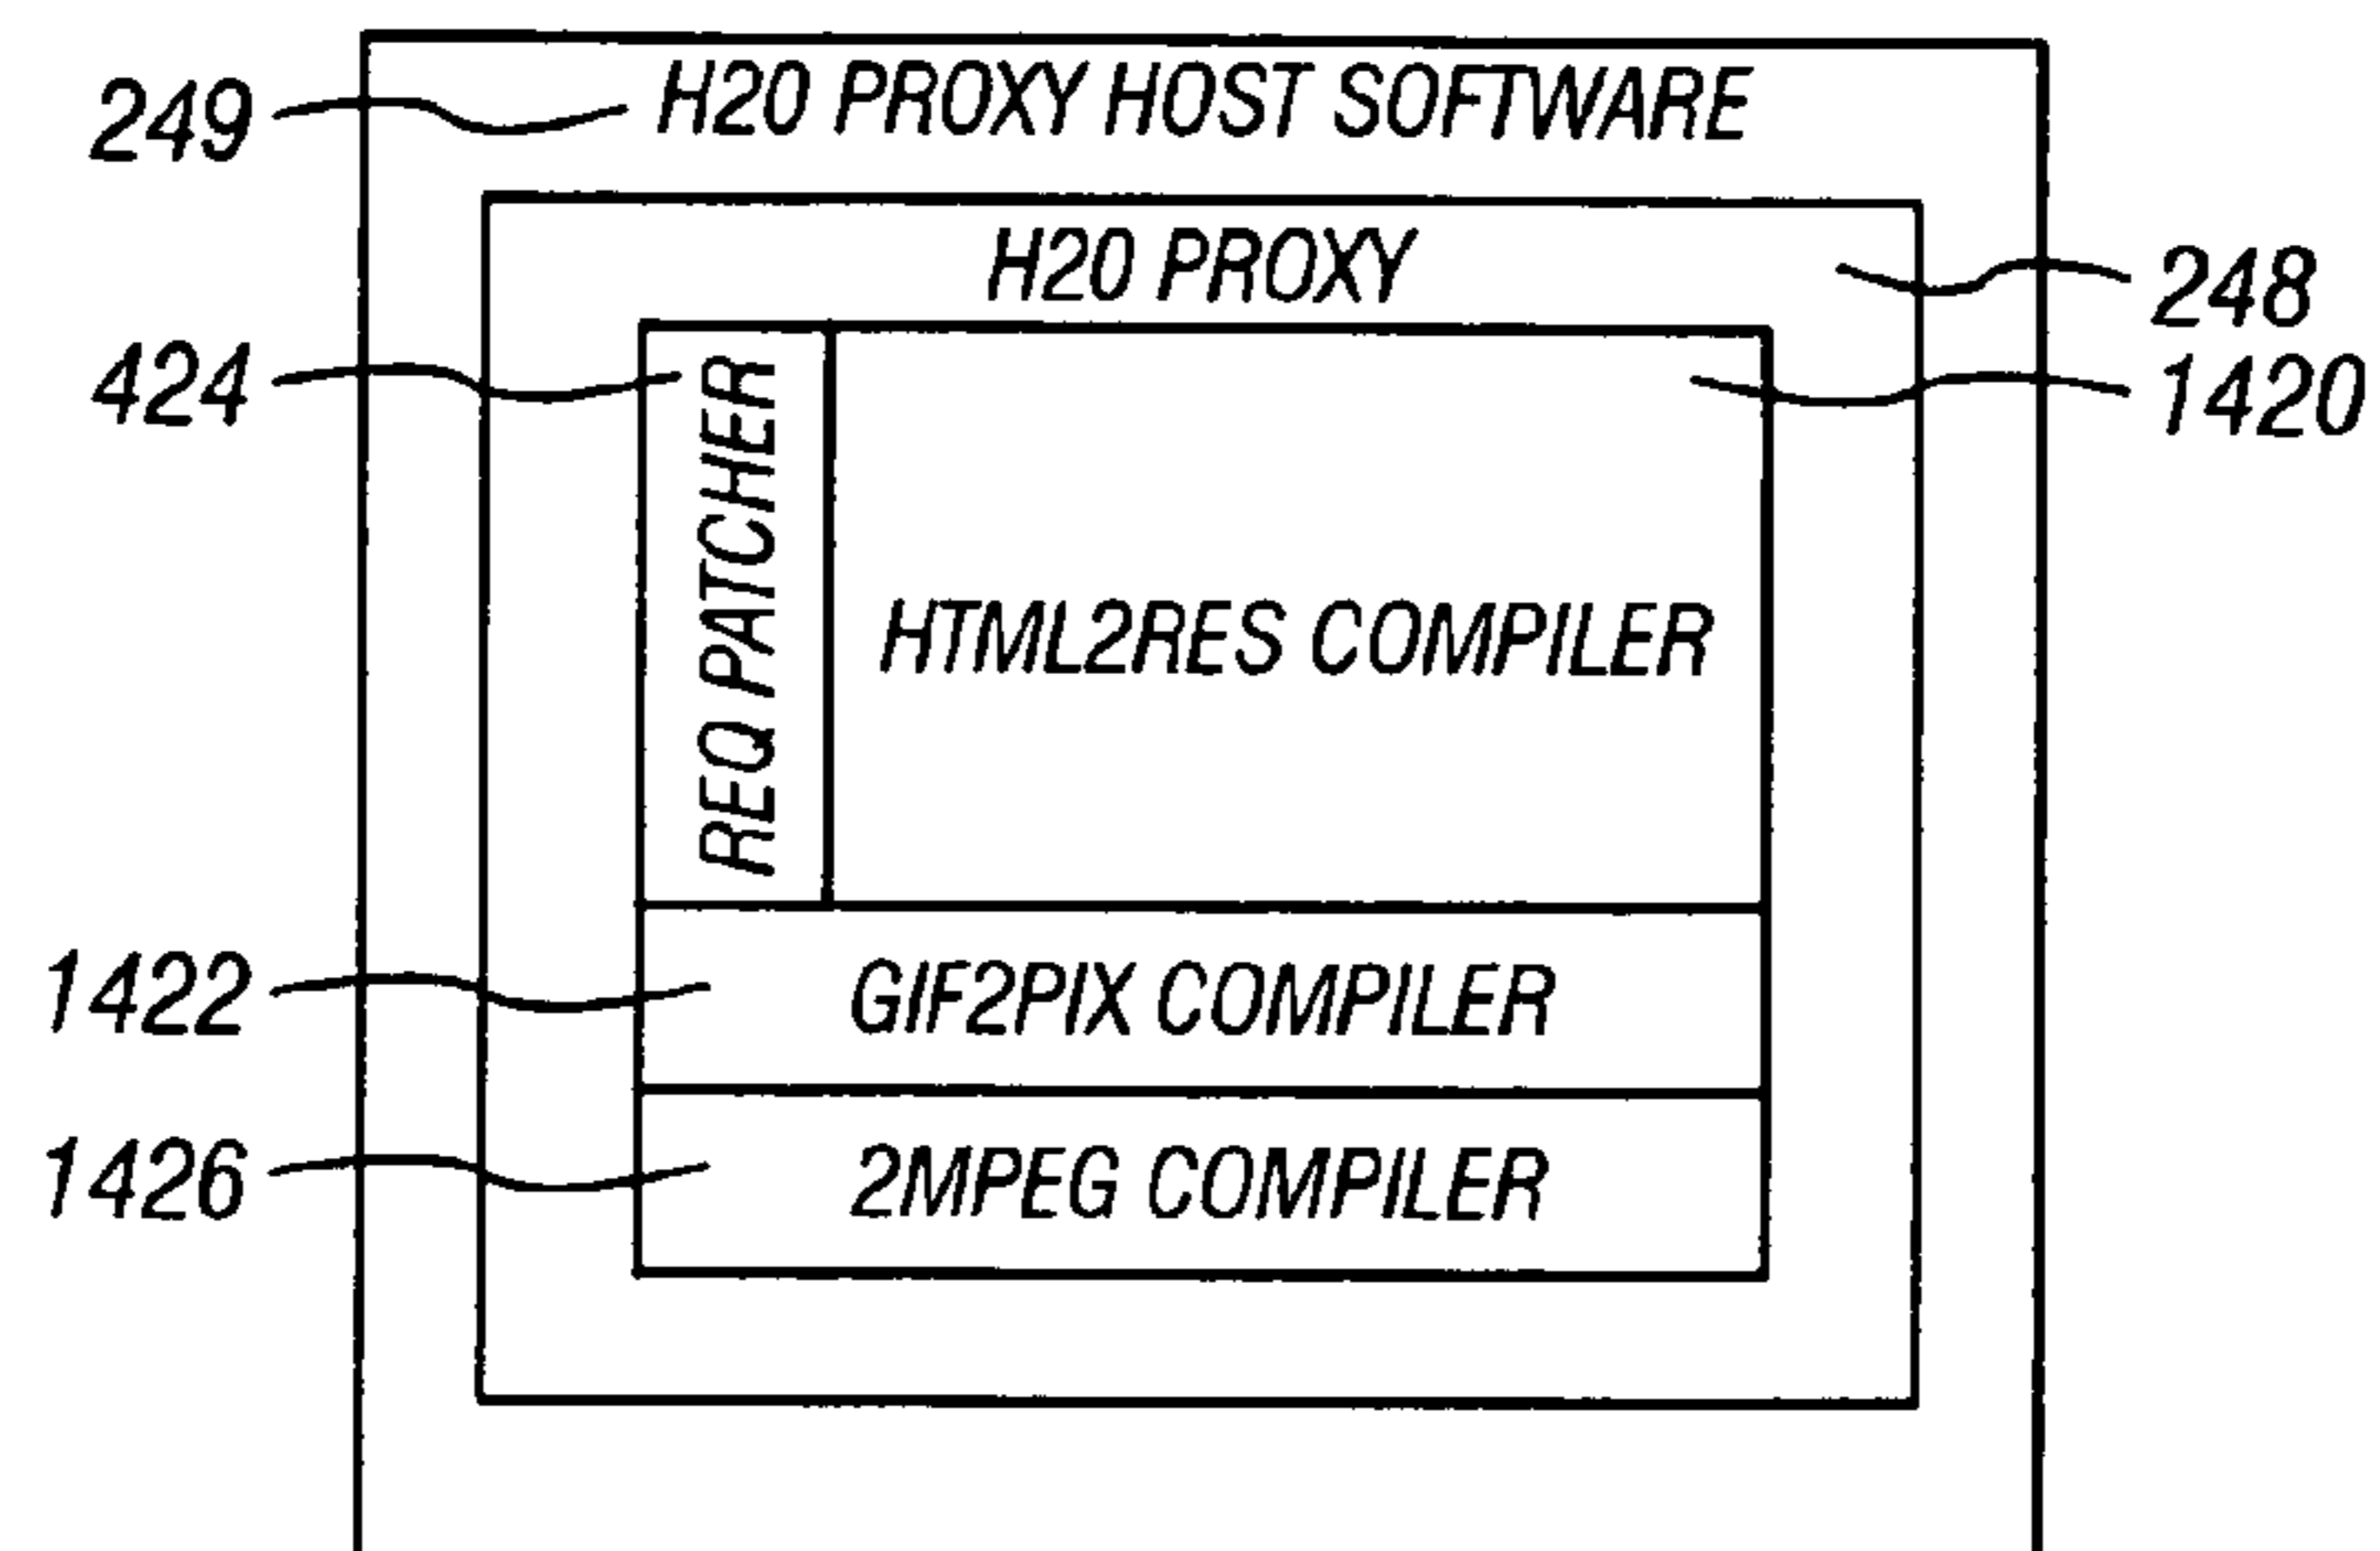 249
H20 PROXY HOST SOFTWARE
H20 PROXY
248
424
1420
REQ PATCHER
HTML2RES COMPILER
1422
GIF2PIX COMPILER
1426
2MPEG COMPILER